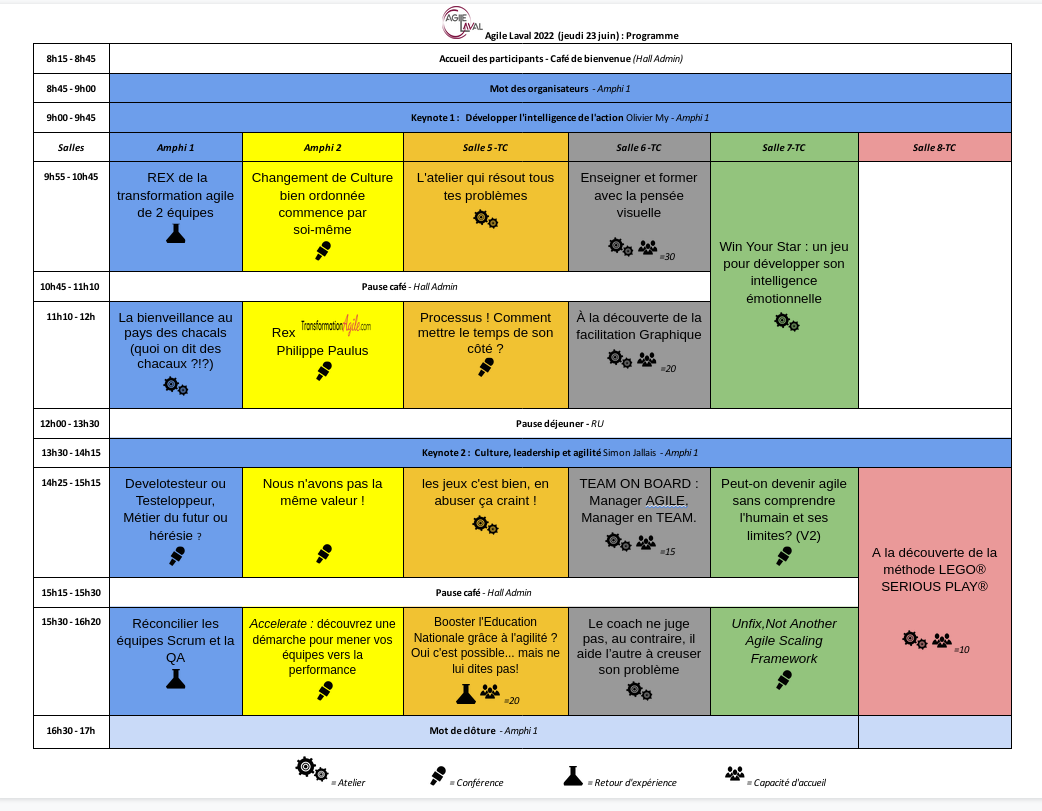 AGILE LAVAL
Agile Laval 2022 (jeudi 23 juin) : Programme
8h15 - 8h45
Accueil des participants - Café de bienvenue (Hall Admin)
8h45 - 9h00
Mot des organisateurs - Amphi 1
9h00 - 9h45
Keynote 1 : Développer l'intelligence de l'action Olivier My - Amphi 1
Salles
Amphi 1
Amphi 2
Salle 5 -TC
Salle 6 -TC
Salle 7-TC
Salle 8-TC
9h55 - 10h45
REX de la
transformation agile
de 2 équipes
Changement de Culture
bien ordonnée
commence par
soi-même
L'atelier qui résout tous
tes problèmes
Enseigner et former
avec la pensée
visuelle
=30
Win Your Star : un jeu
pour développer son
intelligence
émotionnelle
10h45 - 11h10
Pause café - Hall Admin
11h10 - 12h
La bienveillance au
pays des chacals
(quoi on dit des
chacaux ?!?)
Rex TransformationAgile.com
Philippe Paulus
Processus ! Comment
mettre le temps de son
côté ?
À la découverte de la
facilitation Graphique
=20
12h00 - 13h30
Pause déjeuner - RU
13h30 - 14h15
Keynote 2 : Culture, leadership et agilité Simon Jallais - Amphi 1
14h25 - 15h15
Develotesteur ou
Testeloppeur,
Métier du futur ou
hérésie ?
Nous n'avons pas la
même valeur !
les jeux c'est bien, en
abuser ça craint !
TEAM ON BOARD :
Manager AGILE,
Manager en TEAM.
=15
Peut-on devenir agile
sans comprendre
l'humain et ses
limites? (V2)
A la découverte de la
méthode LEGO®
SERIOUS PLAY®
=10
15h15 - 15h30
Pause café - Hall Admin
15h30 - 16h20
Réconcilier les
équipes Scrum et la
QA
Accelerate : découvrez une
démarche pour mener vos
équipes vers la
performance
Booster l'Education
Nationale grâce à l'agilité ?
Oui c'est possible... mais ne
lui dites pas!
=20
Le coach ne juge
pas, au contraire, il
aide l'autre à creuser
son problème
Unfix,Not Another
Agile Scaling
Framework
16h30 - 17h
Mot de clôture - Amphi 1
= Atelier
= Conférence
= Retour d'expérience
= Capacité d'accueil